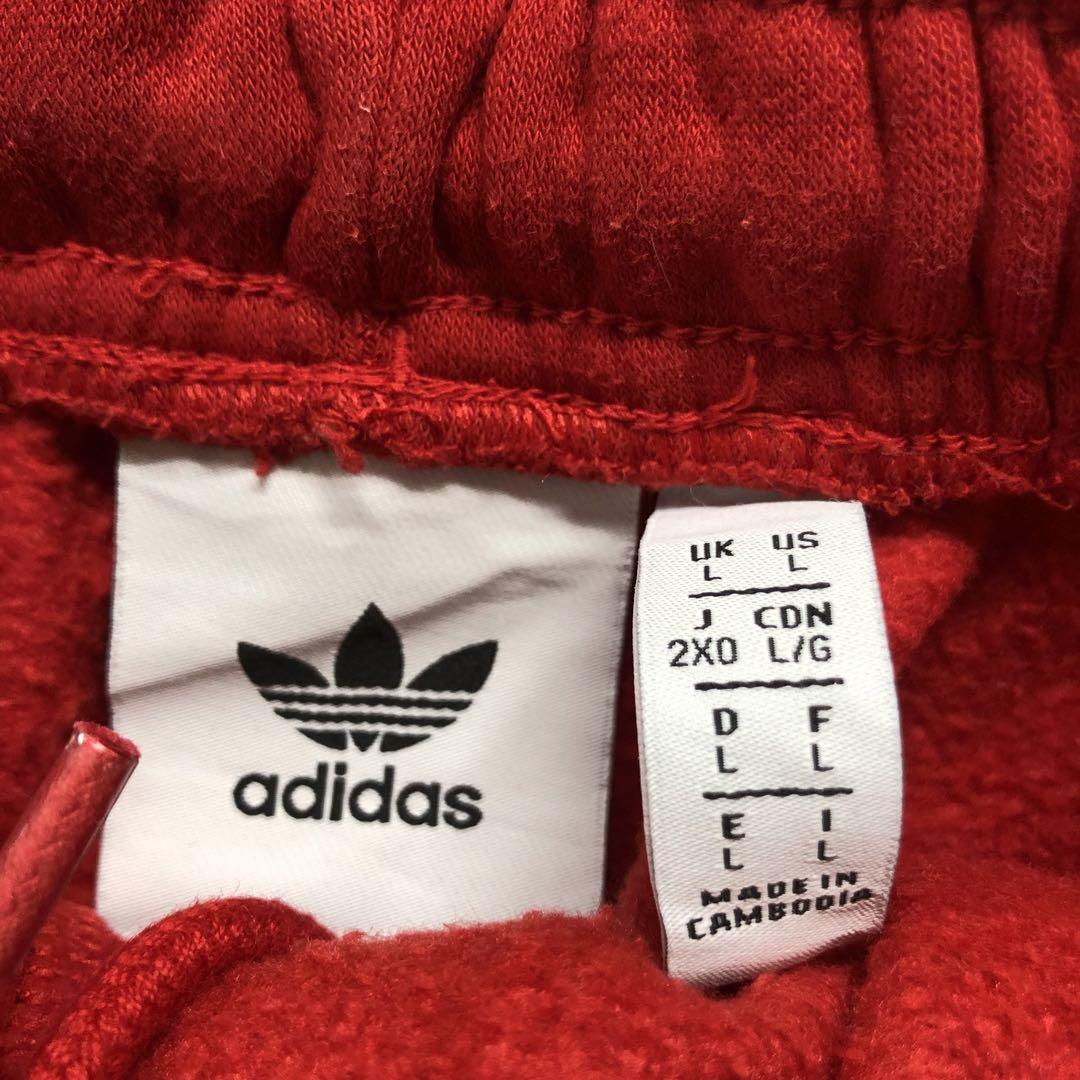 adidas
UK US
L L
J CDN
2XO L/G
D F
L L
E I
L L
MADE IN
CAMBODIA